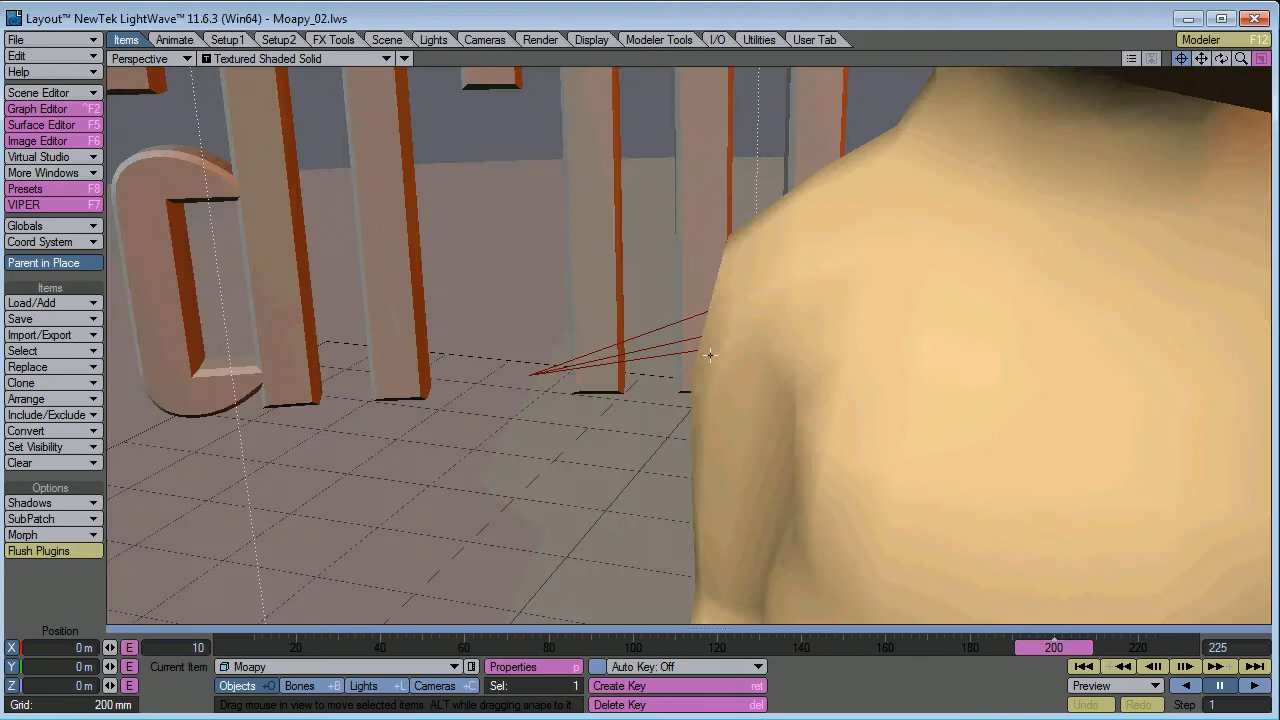 Layout™ NewTek LightWave™ 11.6.3 (Win64) - Moapy_02.lws
File
Items Animate Setup1 Setup2 FX Tools Scene Lights Cameras Render Display Modeler Tools I/O Utilities User Tab
Modeler F12
Edit
Perspective Textured Shaded Solid
Help
Scene Editor
Graph Editor ^F2
Surface Editor F5
Image Editor F6
Virtual Studio
More Windows
Presets F8
VIPER F7
Globals
Coord System
Parent in Place
Items
Load/Add
Save
Import/Export
Select
Replace
Clone
Arrange
Include/Exclude
Convert
Set Visibility
Clear
Options
Shadows
SubPatch
Morph
Flush Plugins
Position
X 0 m E 10 20 40 60 80 100 120 140 160 180 200 220 225
Y 0 m E Current Item Moapy Properties p Auto Key: Off
Z 0 m E Objects +O Bones +B Lights +L Cameras +C Sel: 1 Create Key ret Preview
Grid: 200 mm Drag mouse in view to move selected items. ALT while dragging snaps to it Delete Key del Undo Redo Step 1